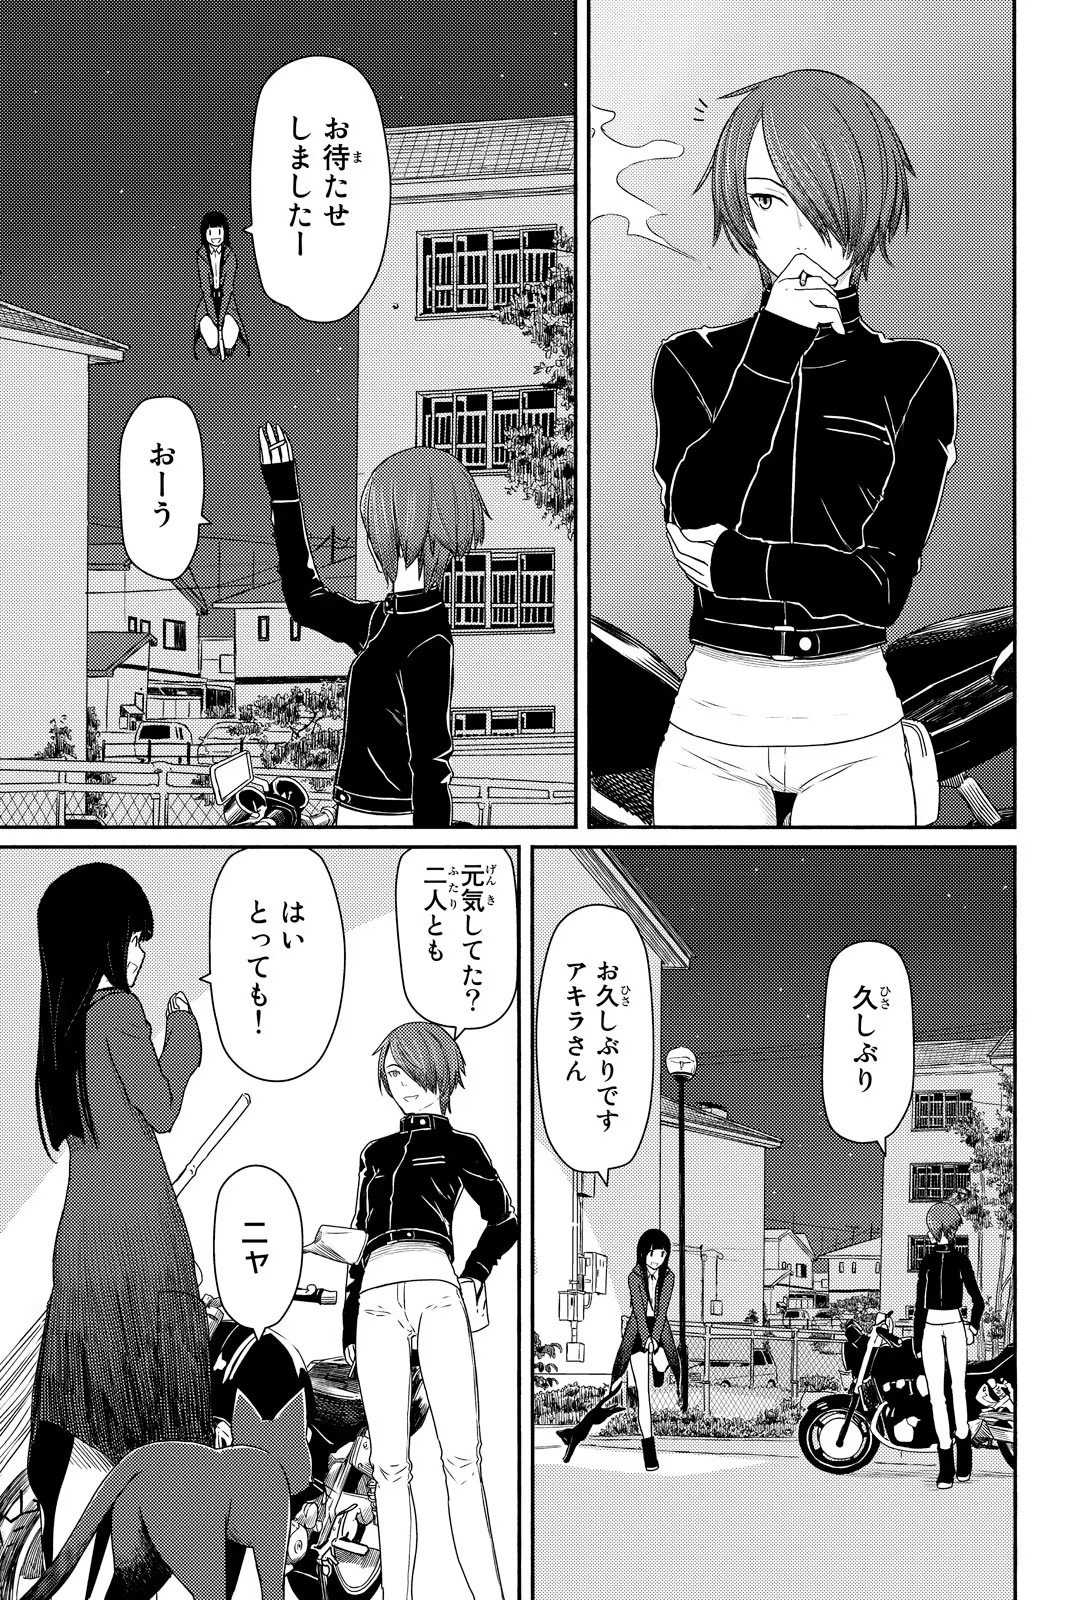 お待たせ
しましたー
おーう
久しぶり
お久しぶりです
アキラさん
元気してた?
二人とも
はい
とっても!
ニヤ